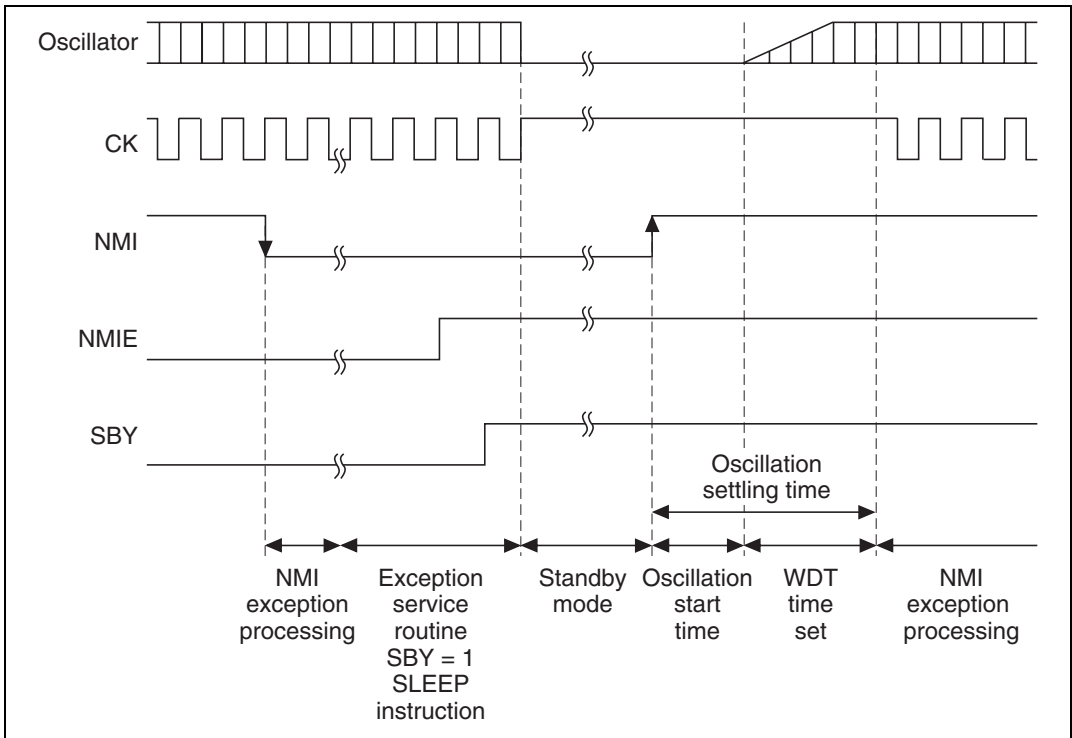 Oscillator
CK
NMI
NMIE
SBY
Oscillation
settling time
NMI
exception
processing
Exception
service
routine
SBY = 1
SLEEP
instruction
Standby
mode
Oscillation
start
time
WDT
time
set
NMI
exception
processing